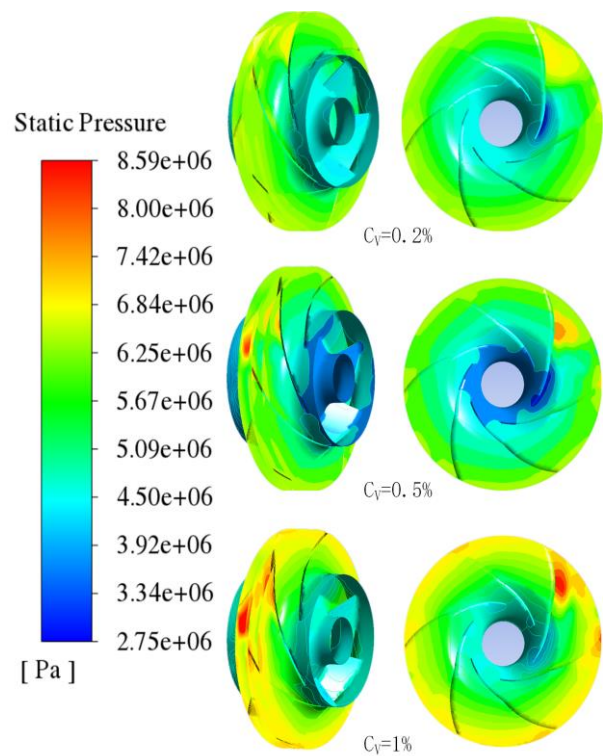 Static Pressure
8.59e+06
8.00e+06
7.42e+06
6.84e+06
6.25e+06
5.67e+06
5.09e+06
4.50e+06
3.92e+06
3.34e+06
2.75e+06
[ Pa ]
Cᵥ=0.2%
Cᵥ=0.5%
Cᵥ=1%